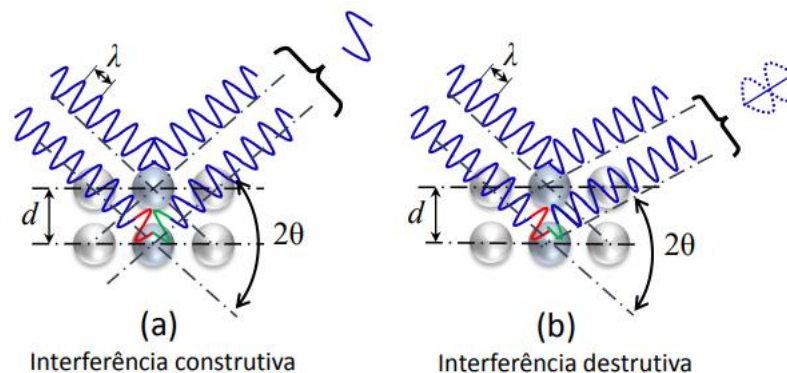 λ
λ
d
2θ
d
2θ
(a)
(b)
Interferência construtiva
Interferência destrutiva